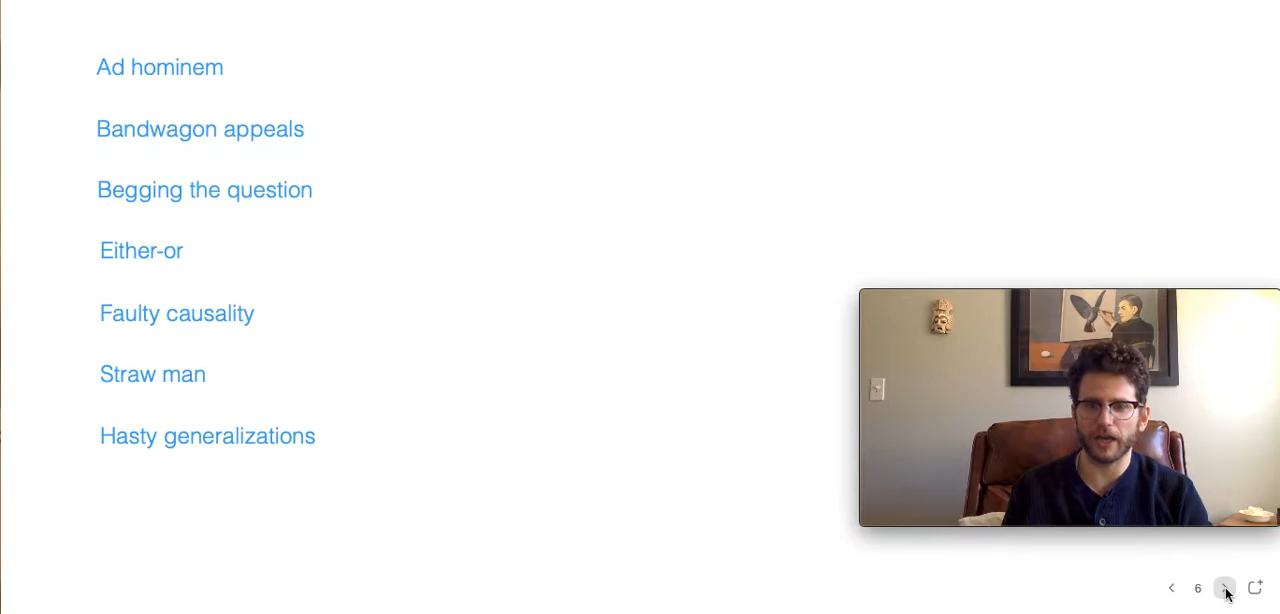 Ad hominem
Bandwagon appeals
Begging the question
Either-or
Faulty causality
Straw man
Hasty generalizations
6